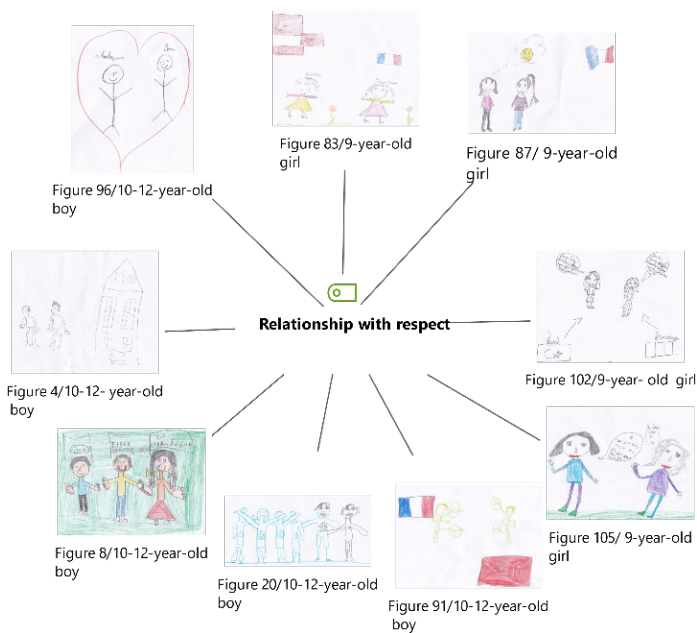 Figure 96/10-12-year-old
boy
Figure 83/9-year-old
girl
Figure 87/ 9-year-old
girl
Relationship with respect
Figure 4/10-12- year-old
boy
Figure 102/9-year- old  girl
Figure 8/10-12-year-old
boy
Figure 20/10-12-year-old
boy
Figure 91/10-12-year-old
boy
Figure 105/ 9-year-old
girl